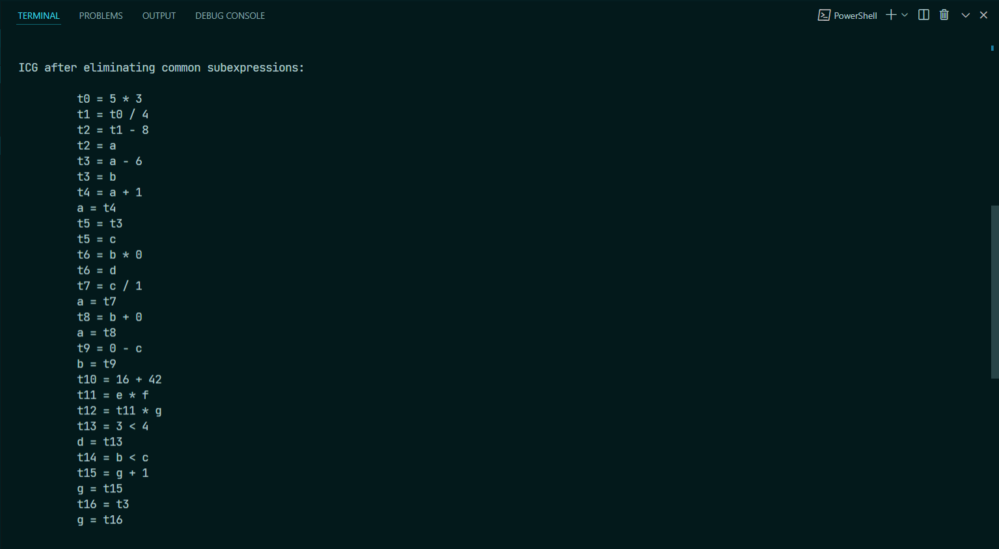 TERMINAL PROBLEMS OUTPUT DEBUG CONSOLE PowerShell
ICG after eliminating common subexpressions:
t0 = 5 * 3
t1 = t0 / 4
t2 = t1 - 8
t2 = a
t3 = a - 6
t3 = b
t4 = a + 1
a = t4
t5 = t3
t5 = c
t6 = b * 0
t6 = d
t7 = c / 1
a = t7
t8 = b + 0
a = t8
t9 = 0 - c
b = t9
t10 = 16 + 42
t11 = e * f
t12 = t11 * g
t13 = 3 < 4
d = t13
t14 = b < c
t15 = g + 1
g = t15
t16 = t3
g = t16